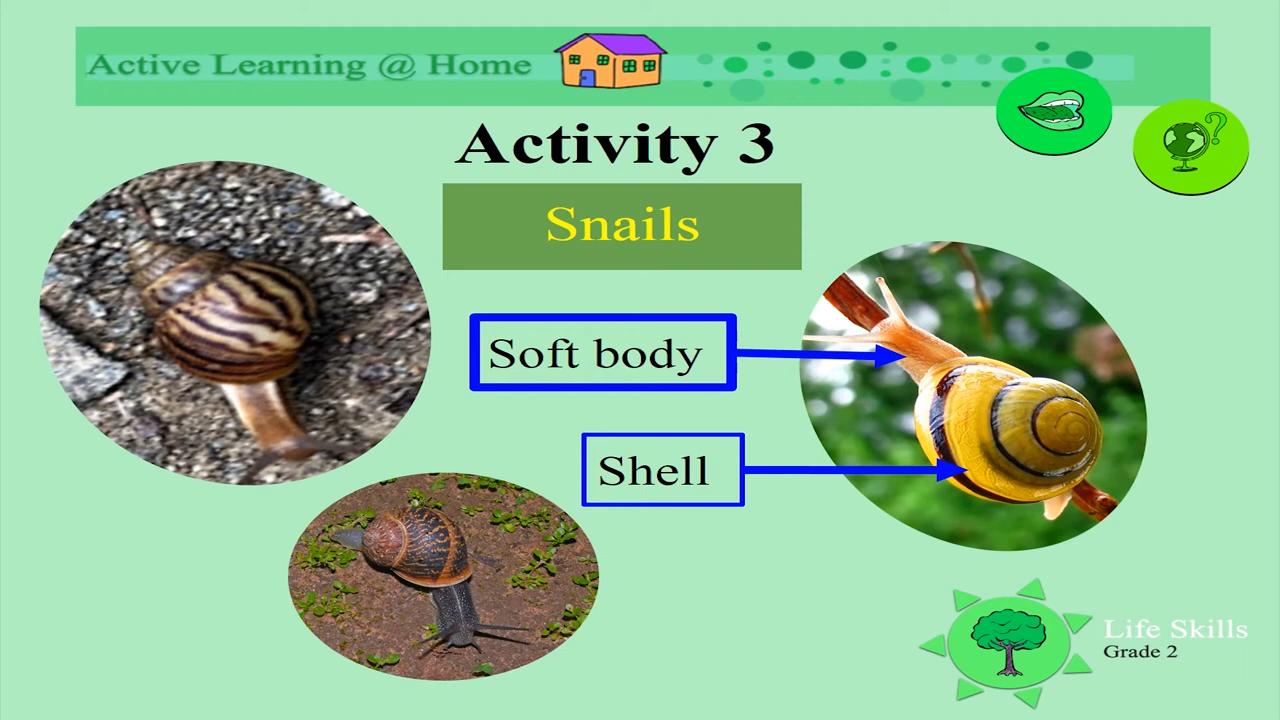 Active Learning @ Home
Activity 3
Snails
Soft body
Shell
Life Skills
Grade 2